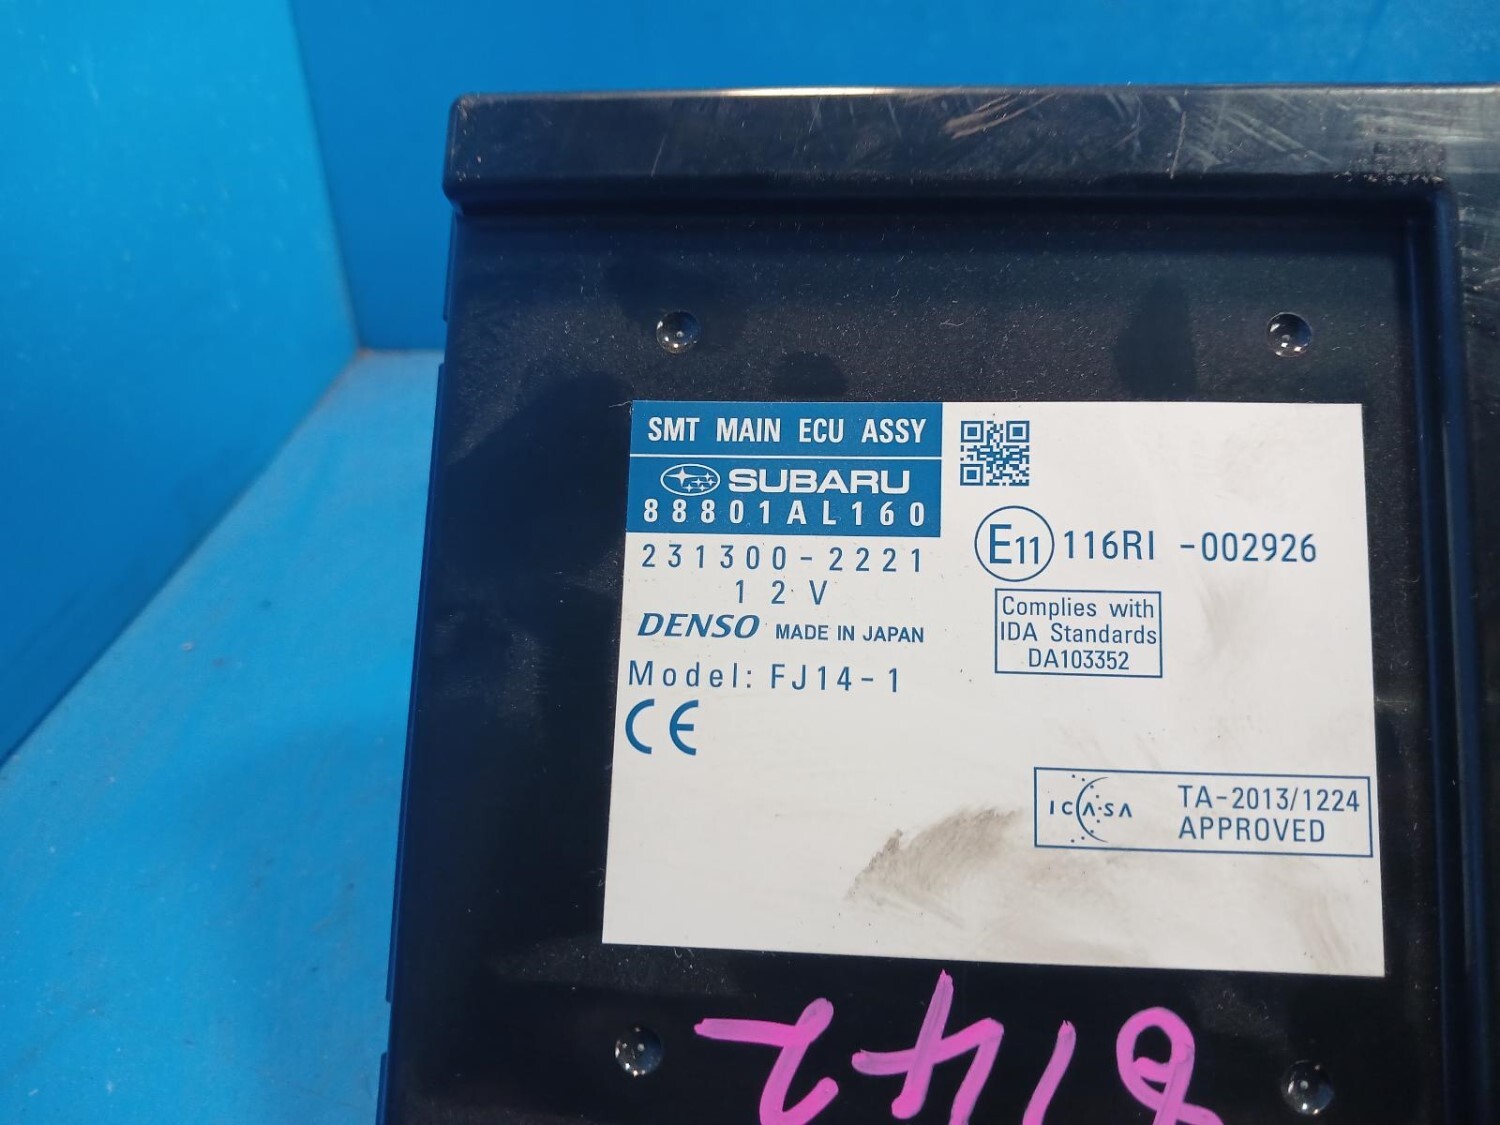 SMT MAIN ECU ASSY
SUBARU
88801AL160
231300-2221
12V
DENSO MADE IN JAPAN
Model: FJ14-1
CE
E11 116RI -002926
Complies with
IDA Standards
DA103352
ICASA TA-2013/1224
APPROVED